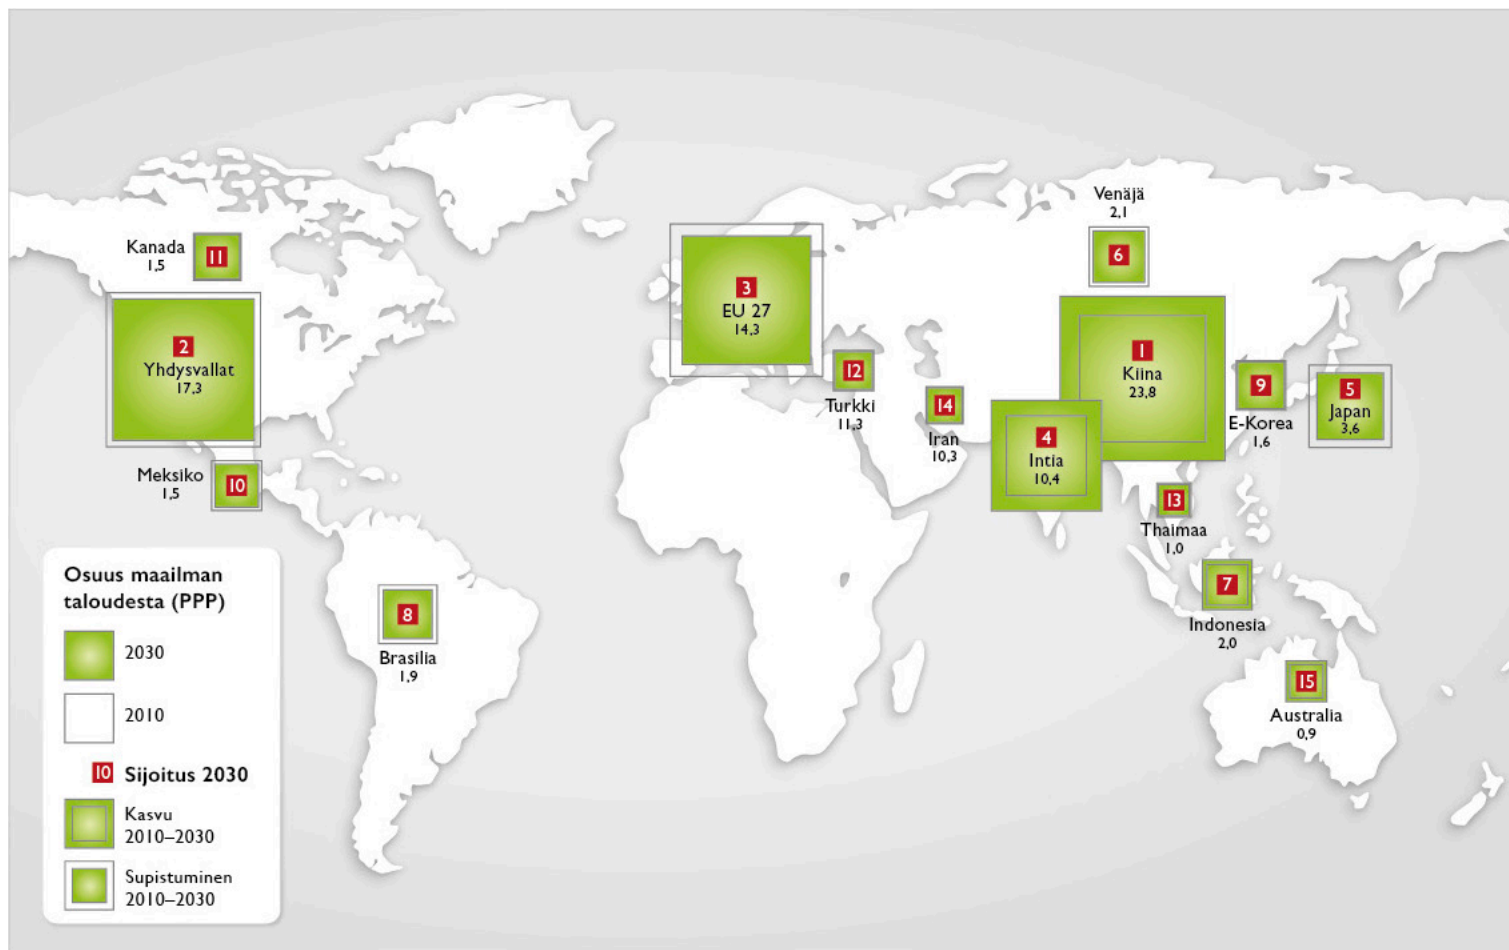 Venäjä
2,1
6
Kanada
1,5
11
3
EU 27
14,3
2
Yhdysvallat
17,3
1
Kiina
23,8
12
Turkki
11,3
14
Iran
10,3
9
E-Korea
1,6
5
Japan
3,6
4
Intia
10,4
Meksiko
1,5
10
13
Thaimaa
1,0
7
Indonesia
2,0
8
Brasilia
1,9
15
Australia
0,9
Osuus maailman
taloudesta (PPP)
2030
2010
10 Sijoitus 2030
Kasvu
2010–2030
Supistuminen
2010–2030